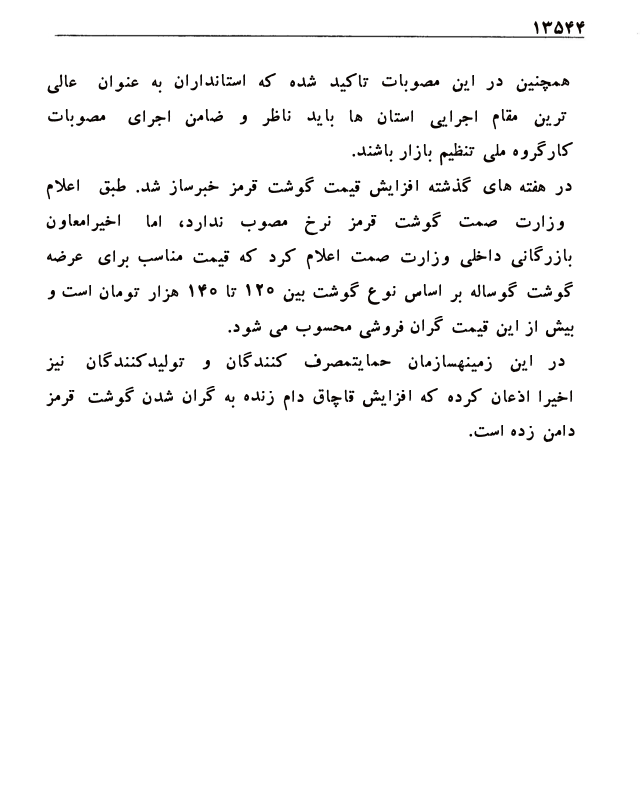 ۱۳۵۴۴
همچنین در این مصوبات تاکید شده که استانداران به عنوان عالی
ترین مقام اجرایی استان ها باید ناظر و ضامن اجرای مصوبات
کارگروه ملی تنظیم بازار باشند.
در هفته های گذشته افزایش قیمت گوشت قرمز خبرساز شد. طبق اعلام
وزارت صمت گوشت قرمز نرخ مصوب ندارد، اما اخیرامعاون
بازرگانی داخلی وزارت صمت اعلام کرد که قیمت مناسب برای عرضه
گوشت گوساله بر اساس نوع گوشت بین ۱۲۰ تا ۱۴۰ هزار تومان است و
بیش از این قیمت گران فروشی محسوب می شود.
در این زمینهسازمان حمایتمصرف کنندگان و تولیدکنندگان نیز
اخیرا اذعان کرده که افزایش قاچاق دام زنده به گران شدن گوشت قرمز
دامن زده است.